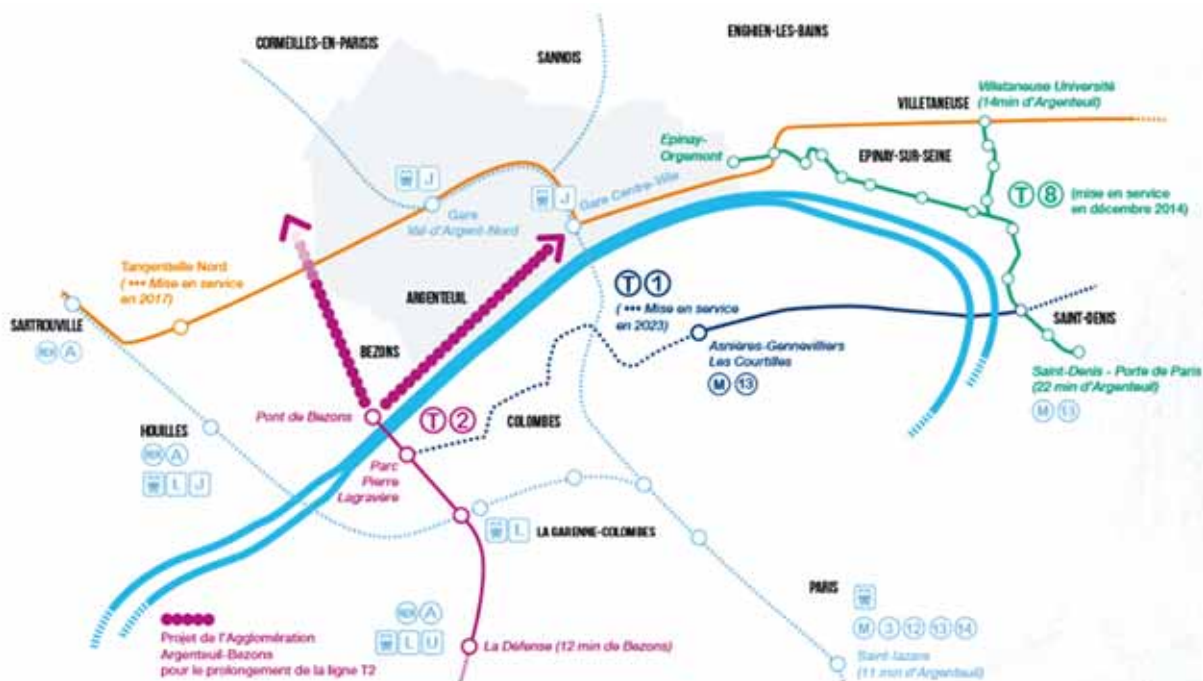 ENGHIEN-LES-BAINS
CORMEILLES-EN-PARISIS
SANNOIS
Villetaneuse Université
(14min d'Argenteuil)
VILLETANEUSE
Epinay-
Orgemont
EPINAY-SUR-SEINE
T 8 (mise en service
en décembre 2014)
J
J
Gare Centre-Ville
Gare
Val-d'Argent-Nord
Tangentielle Nord
( ••• Mise en service
en 2017)
ARGENTEUIL
T 1
( ••• Mise en service
en 2023)
SARTROUVILLE
RER A
BEZONS
Asnières-Gennevilliers
Les Courtilles
M 13
SAINT-DENIS
Saint-Denis - Porte de Paris
(22 min d'Argenteuil)
M 13
Pont de Bezons
T 2
COLOMBES
HOUILLES
RER A
L J
Parc
Pierre
Lagravère
L
LA GARENNE-COLOMBES
PARIS
M 3 12 13 14
Saint-lazare
(11 min d'Argenteuil)
RER A
L U
La Défense (12 min de Bezons)
Projet de l'Agglomération
Argenteuil-Bezons
pour le prolongement de la ligne T2